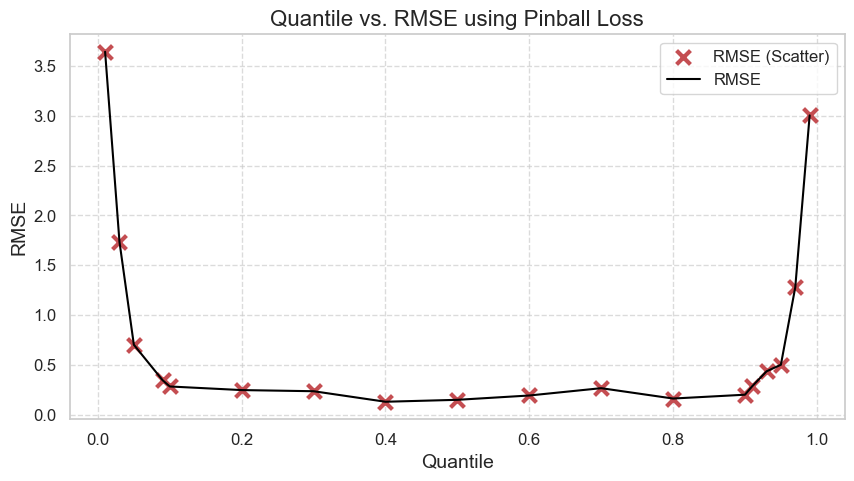 Quantile vs. RMSE using Pinball Loss
RMSE (Scatter)
RMSE
RMSE
3.5
3.0
2.5
2.0
1.5
1.0
0.5
0.0
0.0 0.2 0.4 0.6 0.8 1.0
Quantile